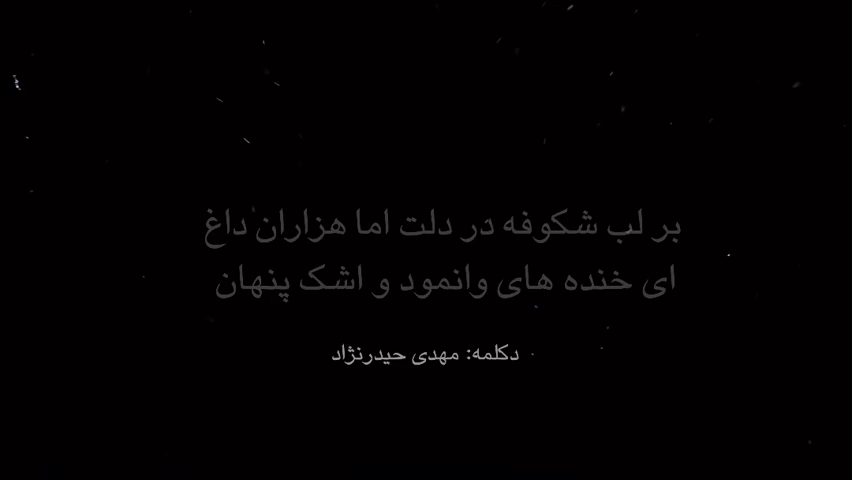 بر لب شکوفه در دلت اما هزاران داغ
ای خنده های وانمود و اشک پنهان
دکلمه: مهدی حیدرنژاد